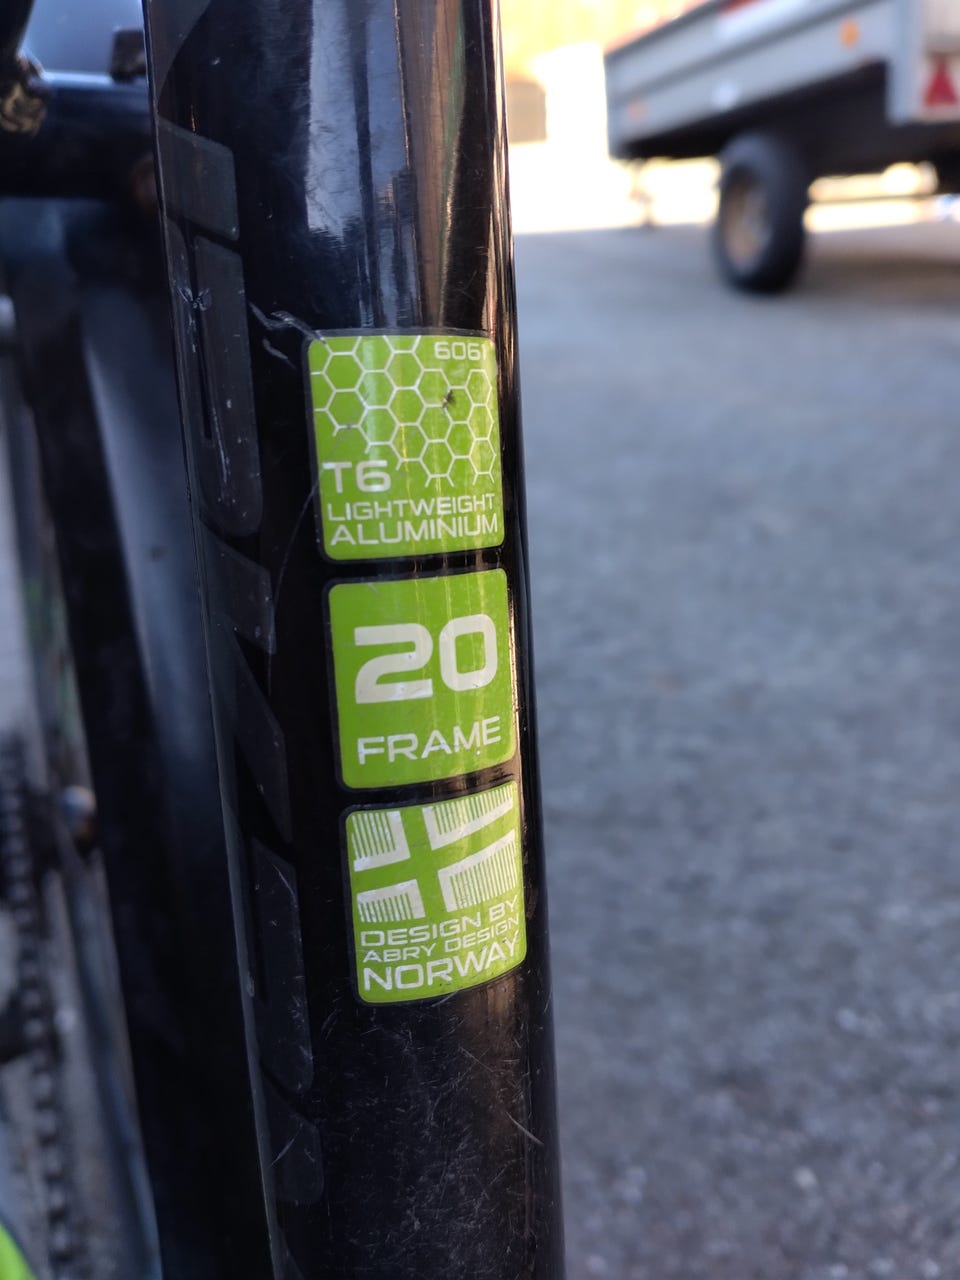 6061
T6
LIGHTWEIGHT
ALUMINIUM
20
FRAME
DESIGN BY
ABRY DESIGN
NORWAY